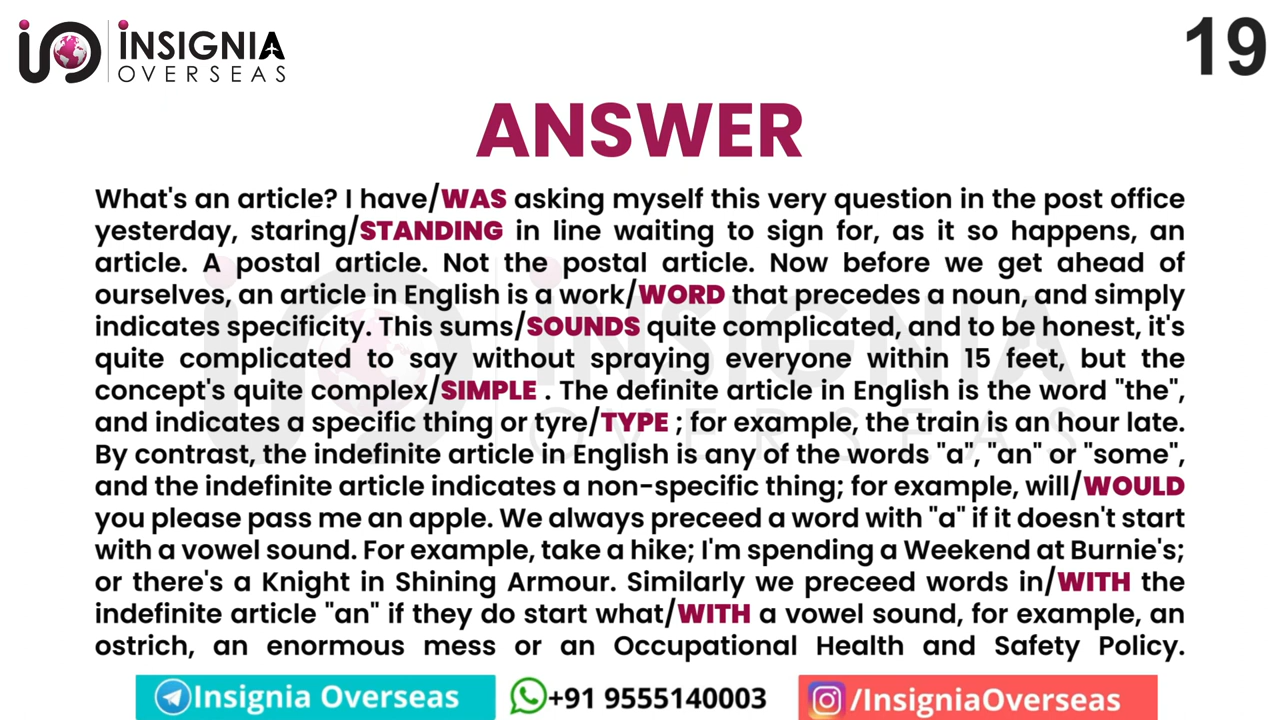 iO INSIGNIA
OVERSEAS
19
ANSWER
What's an article? I have/WAS asking myself this very question in the post office
yesterday, staring/STANDING in line waiting to sign for, as it so happens, an
article. A postal article. Not the postal article. Now before we get ahead of
ourselves, an article in English is a work/WORD that precedes a noun, and simply
indicates specificity. This sums/SOUNDS quite complicated, and to be honest, it's
quite complicated to say without spraying everyone within 15 feet, but the
concept's quite complex/SIMPLE . The definite article in English is the word "the",
and indicates a specific thing or tyre/TYPE ; for example, the train is an hour late.
By contrast, the indefinite article in English is any of the words "a", "an" or "some",
and the indefinite article indicates a non-specific thing; for example, will/WOULD
you please pass me an apple. We always preceed a word with "a" if it doesn't start
with a vowel sound. For example, take a hike; I'm spending a Weekend at Burnie's;
or there's a Knight in Shining Armour. Similarly we preceed words in/WITH the
indefinite article "an" if they do start what/WITH a vowel sound, for example, an
ostrich, an enormous mess or an Occupational Health and Safety Policy.
Insignia Overseas
+91 9555140003
/InsigniaOverseas